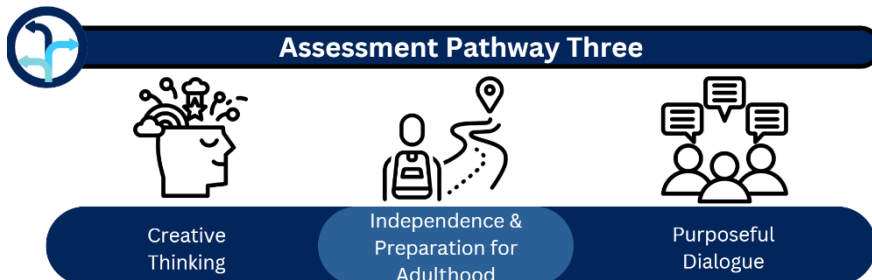 Assessment Pathway Three
Creative
Thinking
Independence &
Preparation for
Adulthood
Purposeful
Dialogue